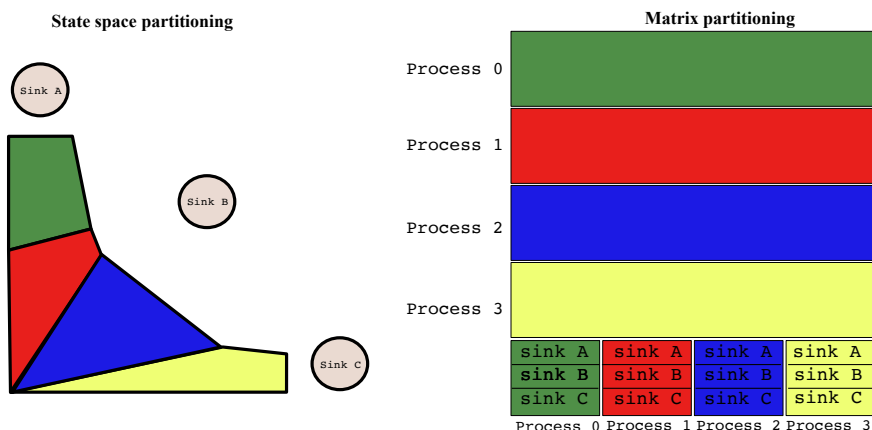 State space partitioning
Sink A
Sink B
Sink C
Matrix partitioning
Process 0
Process 1
Process 2
Process 3
sink A sink A sink A sink A
sink B sink B sink B sink B
sink C sink C sink C sink C
Process 0 Process 1 Process 2 Process 3